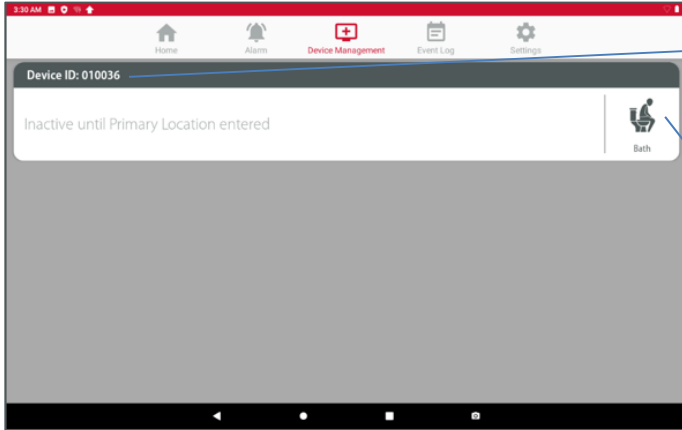 3:30 AM
Home Alarm Device Management Event Log Settings
Device ID: 010036
Inactive until Primary Location entered
Bath